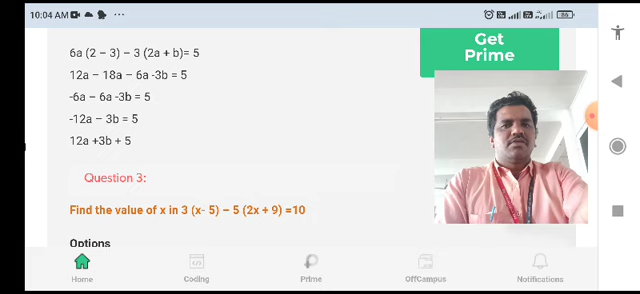 10:04 AM
86
6a (2 – 3) – 3 (2a + b)= 5
12a – 18a – 6a -3b = 5
-6a – 6a -3b = 5
-12a – 3b = 5
12a +3b + 5
Get
Prime
Question 3:
Find the value of x in 3 (x- 5) – 5 (2x + 9) =10
Options
Home
Coding
Prime
OffCampus
Notifications